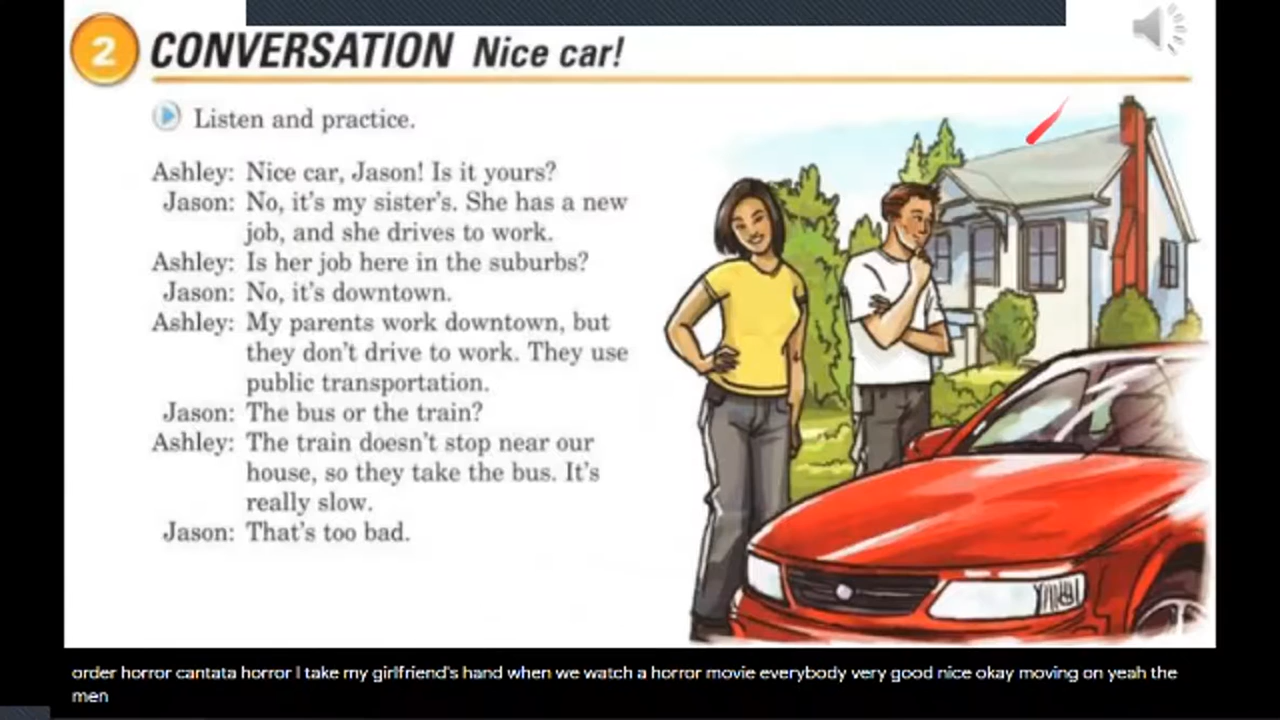 2 CONVERSATION Nice car!
Listen and practice.
Ashley: Nice car, Jason! Is it yours?
Jason: No, it's my sister's. She has a new
job, and she drives to work.
Ashley: Is her job here in the suburbs?
Jason: No, it's downtown.
Ashley: My parents work downtown, but
they don't drive to work. They use
public transportation.
Jason: The bus or the train?
Ashley: The train doesn't stop near our
house, so they take the bus. It's
really slow.
Jason: That's too bad.
order horror cantata horror I take my girlfriend's hand when we watch a horror movie everybody very good nice okay moving on yeah the
men